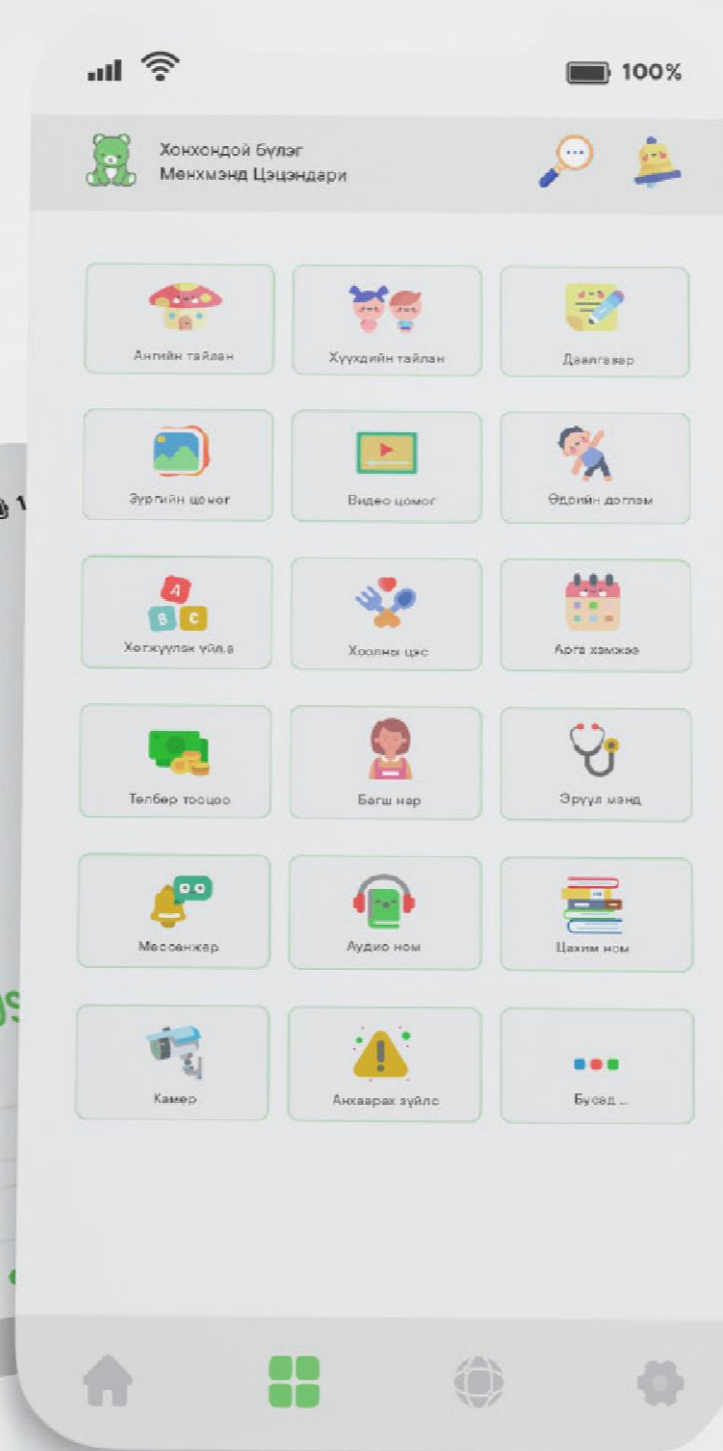 100%
Хонхондой бүлэг
Мөнхмэнд Цэцэндари
Ангийн тайлан
Хүүхдийн тайлан
Даалгавар
Зургийн цомог
Видео цомог
Өдрийн дэглэм
A
B C
Хөгжүүлэх үйл.а
Хоолны цэс
Арга хэмжээ
Төлбөр тооцоо
Багш нар
Эрүүл мэнд
Мессенжер
Аудио ном
Цахим ном
Камер
Анхаарах зүйлс
Бусад ...